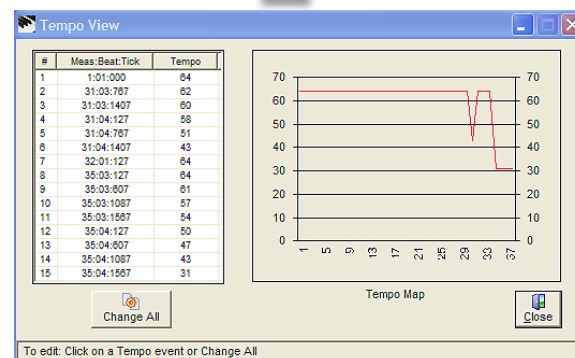 Tempo View
# Meas:Beat:Tick Tempo
1 1:01:000 64
2 31:03:767 62
3 31:03:1407 60
4 31:04:127 58
5 31:04:767 51
6 31:04:1407 43
7 32:01:127 64
8 35:03:127 64
9 35:03:607 61
10 35:03:1087 57
11 35:03:1567 54
12 35:04:127 50
13 35:04:607 47
14 35:04:1087 43
15 35:04:1567 31
70 70
60 60
50 50
40 40
30 30
20 20
10 10
0 0
1 5 9 13 17 21 25 29 33 37
Tempo Map
Change All
Close
To edit: Click on a Tempo event or Change All